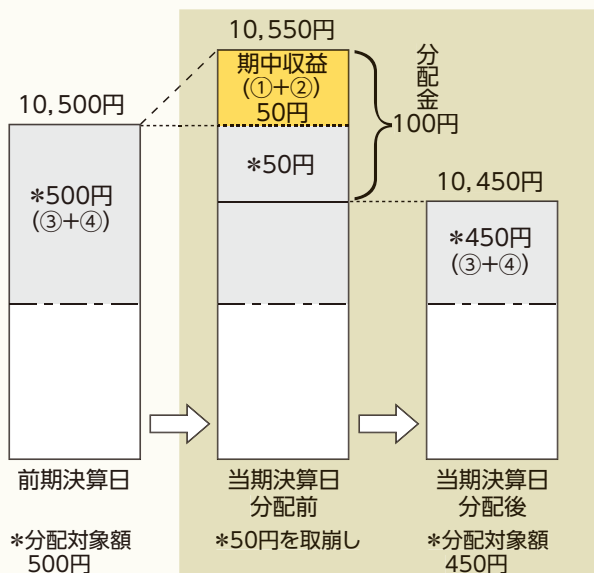 10,550円
期中収益
(①+②)
50円
分配金
100円
10,500円
*50円
*500円
(③+④)
10,450円
*450円
(③+④)
前期決算日
当期決算日
分配前
当期決算日
分配後
*分配対象額
500円
*50円を取崩し
*分配対象額
450円